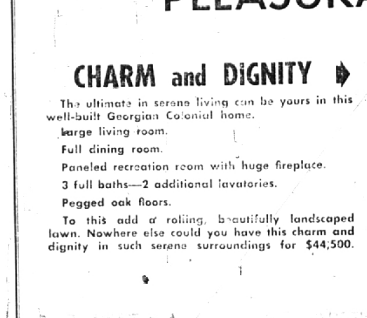 CHARM and DIGNITY
The ultimate in serene living can be yours in this
well-built Georgian Colonial home.
Large living room.
Full dining room.
Paneled recreation room with huge fireplace.
3 full baths—2 additional lavatories.
Pegged oak floors.
To this add a rolling, beautifully landscaped
lawn. Nowhere else could you have this charm and
dignity in such serene surroundings for $44,500.